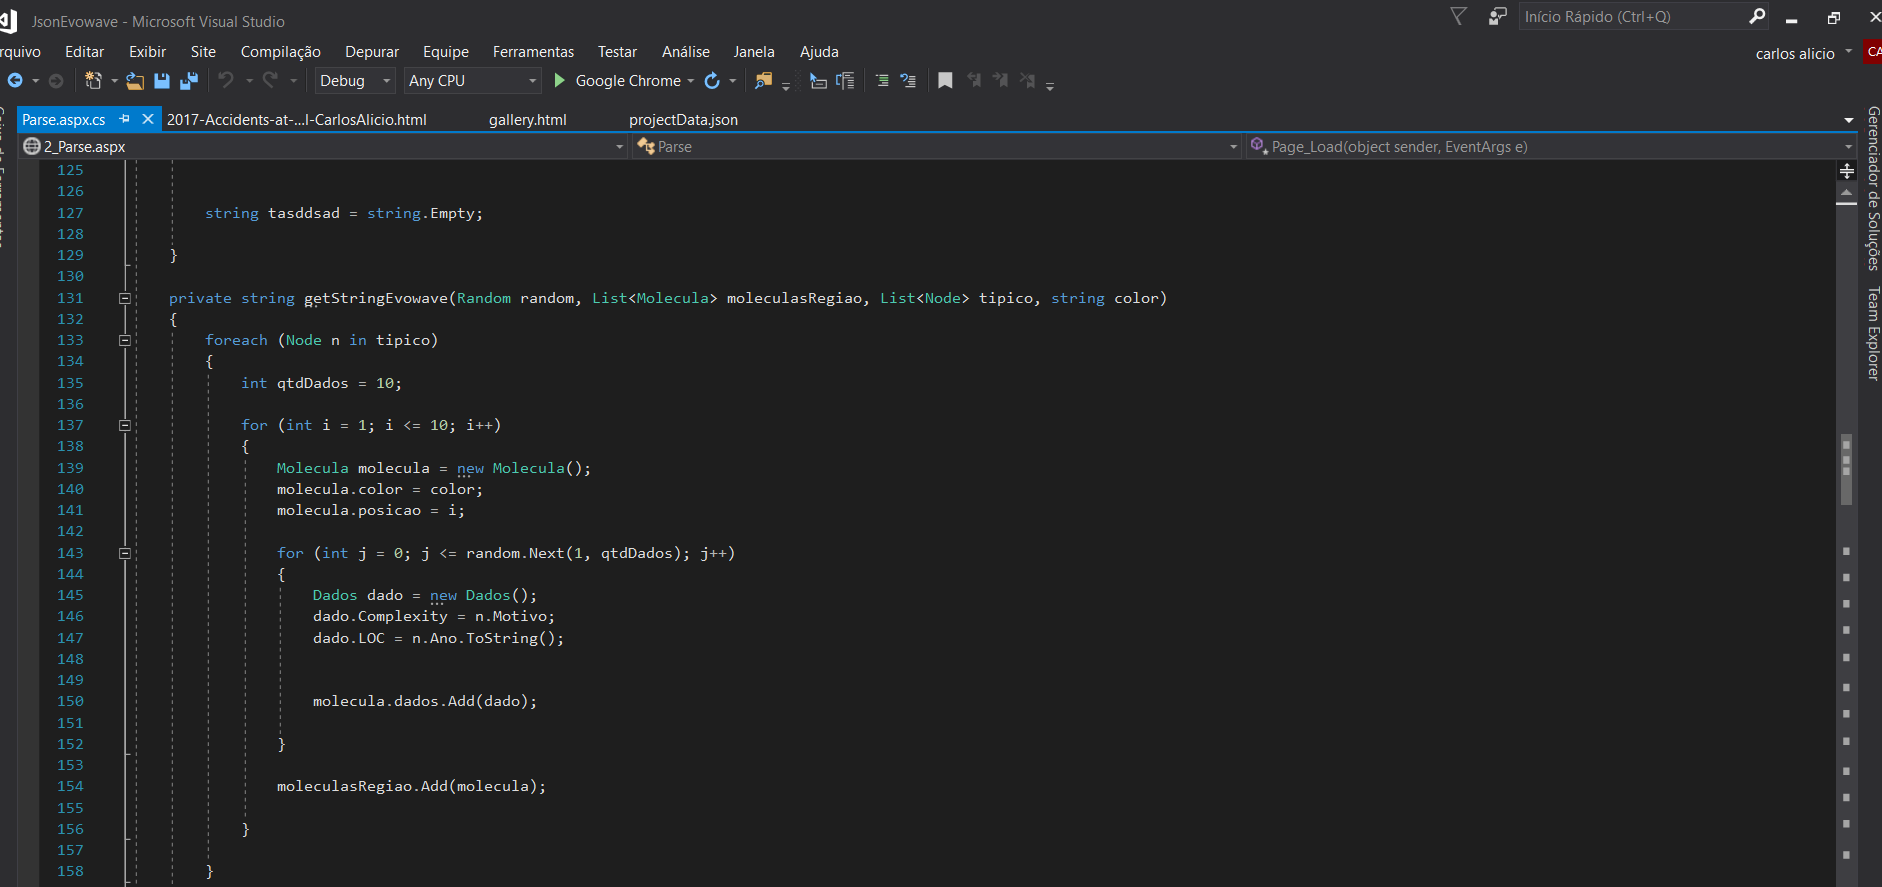 JsonEvowave - Microsoft Visual Studio
Início Rápido (Ctrl+Q)
rquivo Editar Exibir Site Compilação Depurar Equipe Ferramentas Testar Análise Janela Ajuda
carlos alicio CA
Debug Any CPU Google Chrome
Parse.aspx.cs 2017-Accidents-at-...l-CarlosAlicio.html gallery.html projectData.json
2_Parse.aspx Parse Page_Load(object sender, EventArgs e)
125
126
127 string tasddsad = string.Empty;
128
129 }
130
131 private string getStringEvowave(Random random, List<Molecula> moleculasRegiao, List<Node> tipico, string color)
132 {
133 foreach (Node n in tipico)
134 {
135 int qtdDados = 10;
136
137 for (int i = 1; i <= 10; i++)
138 {
139 Molecula molecula = new Molecula();
140 molecula.color = color;
141 molecula.posicao = i;
142
143 for (int j = 0; j <= random.Next(1, qtdDados); j++)
144 {
145 Dados dado = new Dados();
146 dado.Complexity = n.Motivo;
147 dado.LOC = n.Ano.ToString();
148
149
150 molecula.dados.Add(dado);
151
152 }
153
154 moleculasRegiao.Add(molecula);
155
156 }
157
158 }
Gerenciador de Soluções
Team Explorer